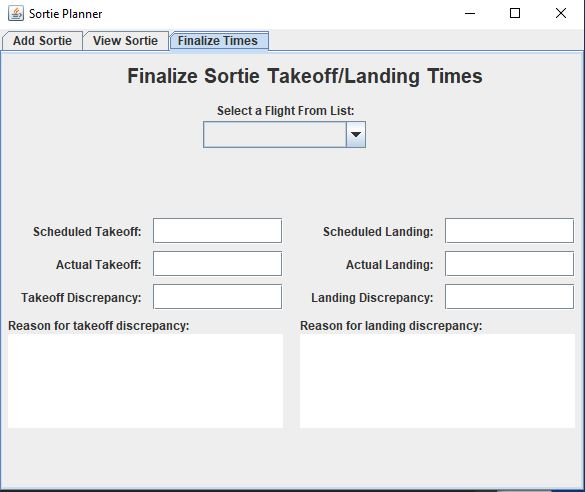 Sortie Planner
Add Sortie View Sortie Finalize Times
Finalize Sortie Takeoff/Landing Times
Select a Flight From List:
Scheduled Takeoff: Scheduled Landing:
Actual Takeoff: Actual Landing:
Takeoff Discrepancy: Landing Discrepancy:
Reason for takeoff discrepancy: Reason for landing discrepancy: